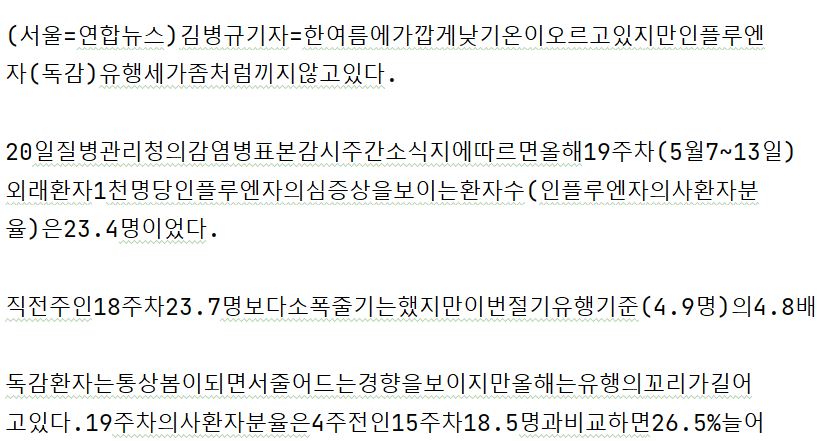 (서울=연합뉴스)김병규기자=한여름에가깝게낮기온이오르고있지만인플루엔
자(독감)유행세가좀처럼끼지않고있다.
20일질병관리청의감염병표본감시주간소식지에따르면올해19주차(5월7~13일)
외래환자1천명당인플루엔자의심증상을보이는환자수(인플루엔자의사환자분
율)은23.4명이었다.
직전주인18주차23.7명보다소폭줄기는했지만이번절기유행기준(4.9명)의4.8배
독감환자는통상봄이되면서줄어드는경향을보이지만올해는유행의꼬리가길어
고있다.19주차의사환자분율은4주전인15주차18.5명과비교하면26.5%늘어